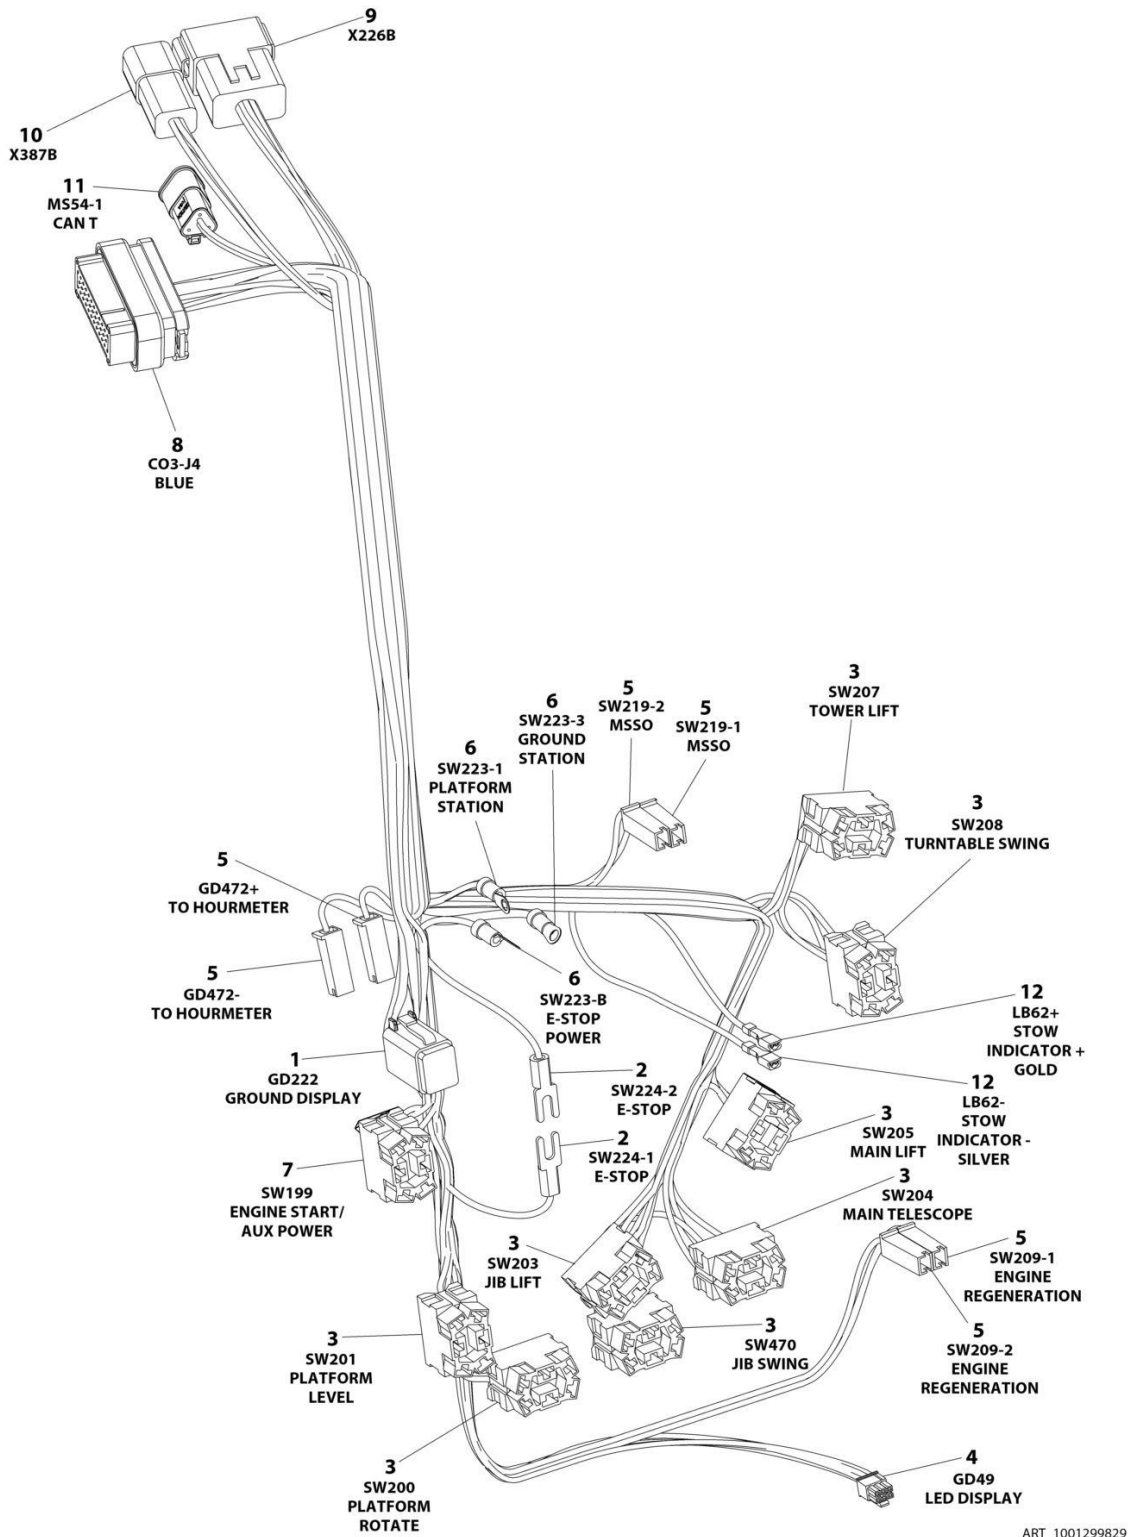 9
X226B
10
X387B
11
MS54-1
CAN T
8
CO3-J4
BLUE
3
SW207
TOWER LIFT
5
SW219-2
MSSO
5
SW219-1
MSSO
6
SW223-3
GROUND
STATION
6
SW223-1
PLATFORM
STATION
3
SW208
TURNTABLE SWING
5
GD472+
TO HOURMETER
5
GD472-
TO HOURMETER
6
SW223-B
E-STOP
POWER
12
LB62+
STOW
INDICATOR +
GOLD
1
GD222
GROUND DISPLAY
2
SW224-2
E-STOP
12
LB62-
STOW
INDICATOR -
SILVER
3
SW205
MAIN LIFT
2
SW224-1
E-STOP
7
SW199
ENGINE START/
AUX POWER
3
SW204
MAIN TELESCOPE
3
SW203
JIB LIFT
5
SW209-1
ENGINE
REGENERATION
3
SW201
PLATFORM
LEVEL
3
SW470
JIB SWING
5
SW209-2
ENGINE
REGENERATION
3
SW200
PLATFORM
ROTATE
4
GD49
LED DISPLAY
ART_1001299829